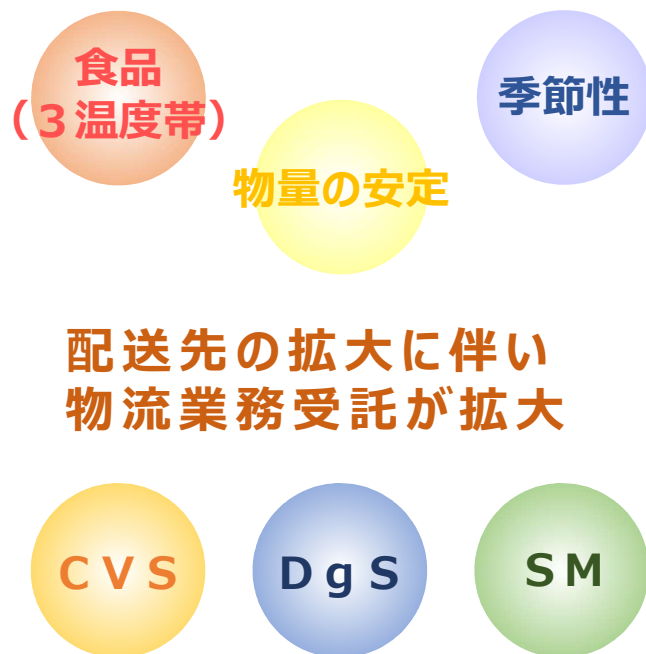 食品
（３温度帯）
季節性
物量の安定
配送先の拡大に伴い
物流業務受託が拡大
ＣＶＳ
ＤｇＳ
ＳＭ